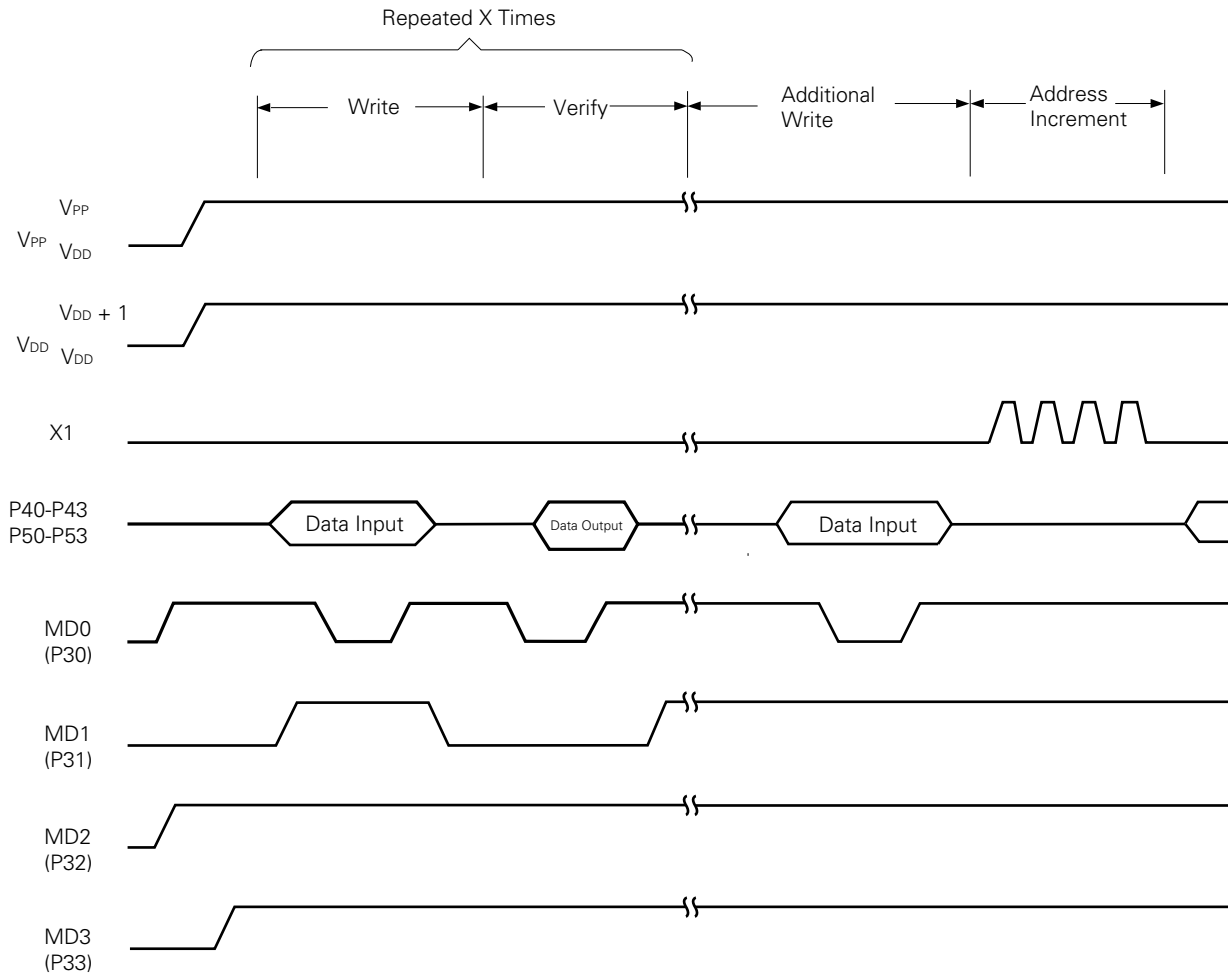 Repeated X Times
Write
Verify
Additional
Write
Address
Increment
VPP
VPP
VDD
VDD + 1
VDD
VDD
X1
P40-P43
P50-P53
Data Input
Data Output
Data Input
MD0
(P30)
MD1
(P31)
MD2
(P32)
MD3
(P33)